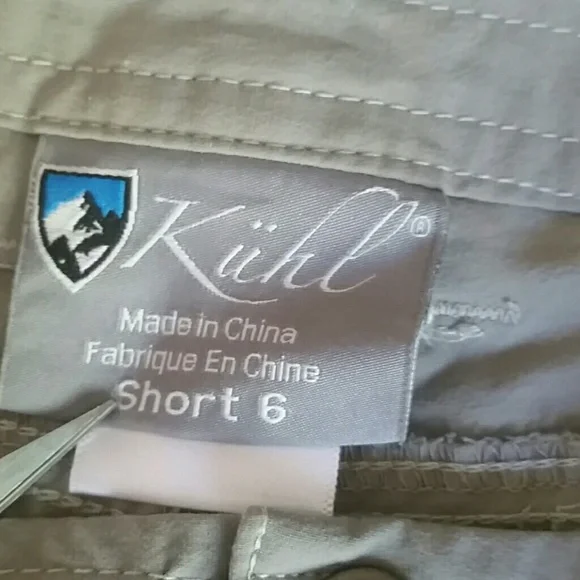 Kühl®
Made in China
Fabrique En Chine
Short 6